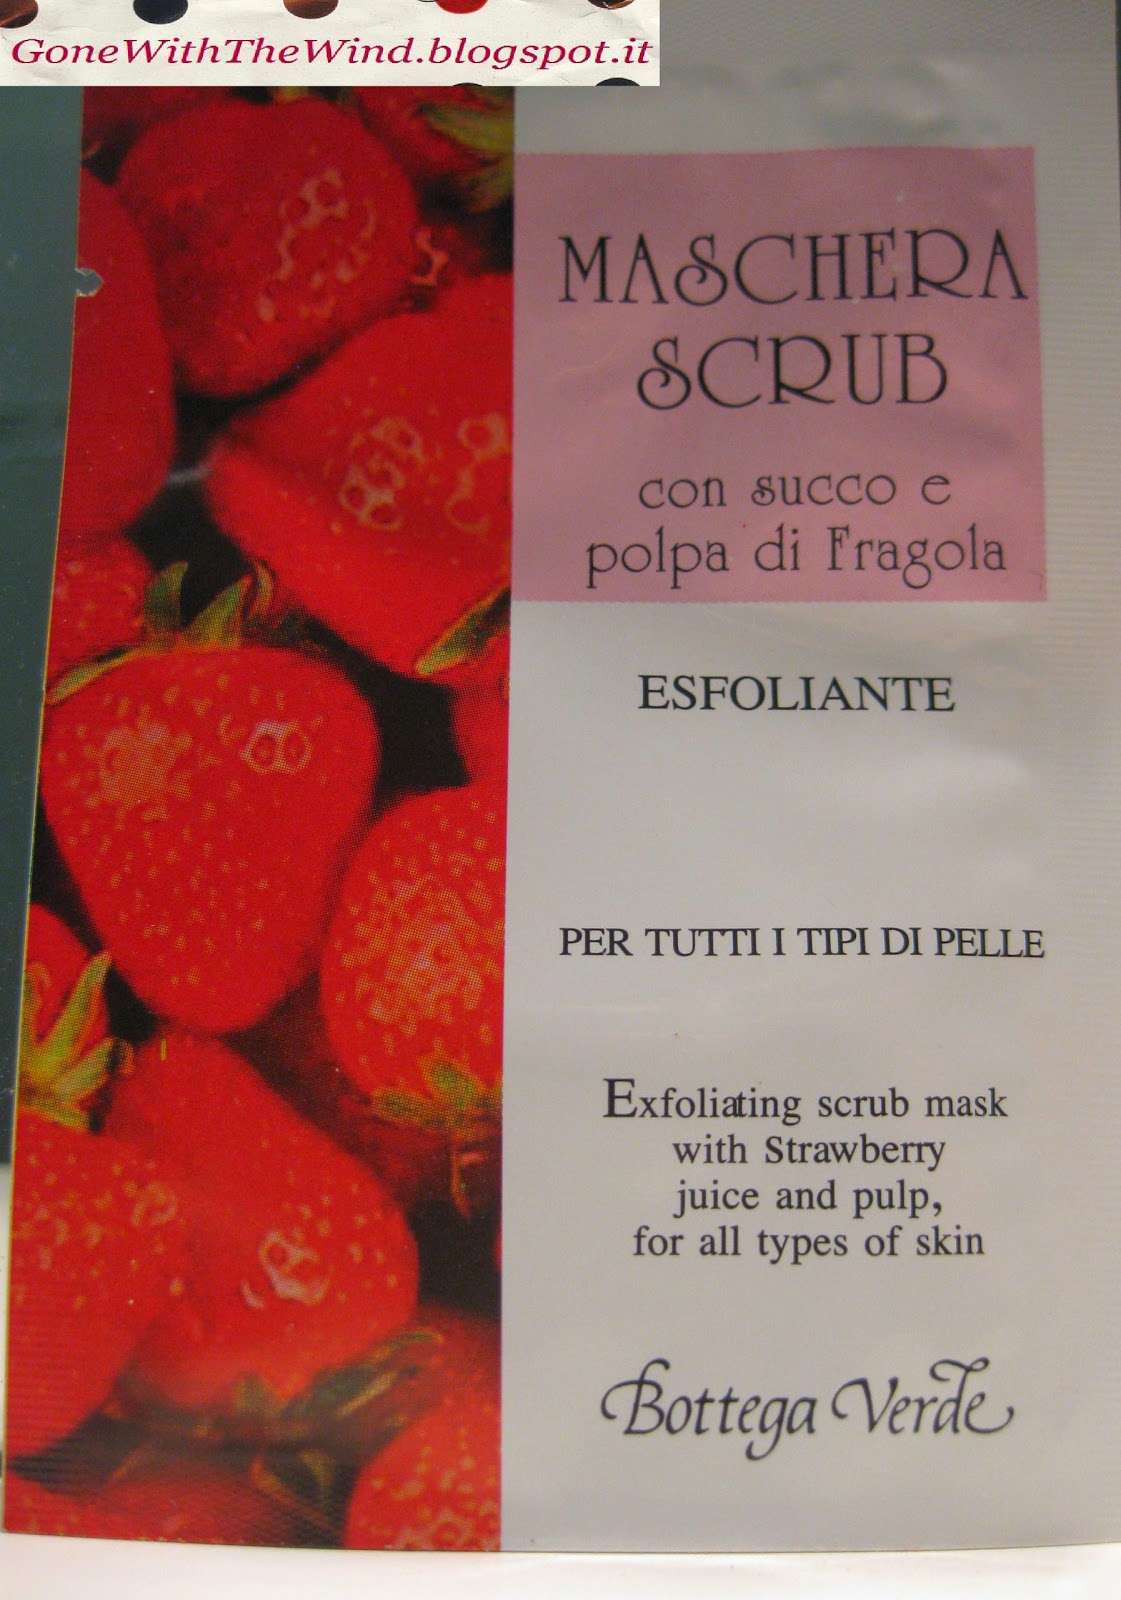 GoneWithTheWind.blogspot.it
MASCHERA
SCRUB
con succo e
polpa di Fragola
ESFOLIANTE
PER TUTTI I TIPI DI PELLE
Exfoliating scrub mask
with Strawberry
juice and pulp,
for all types of skin
Bottega Verde